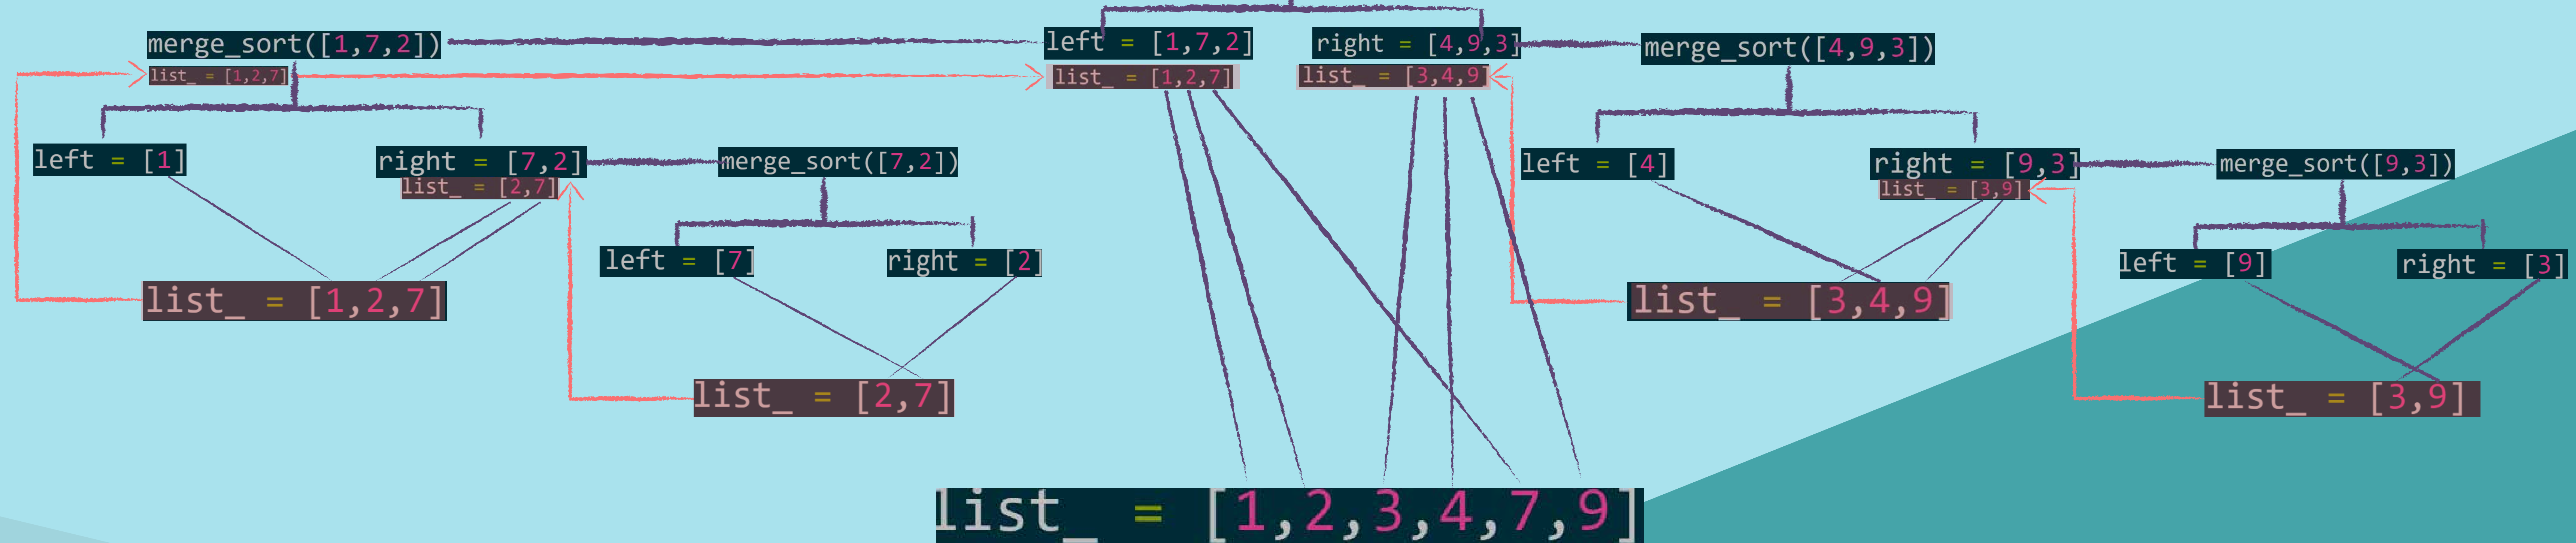 merge_sort([1,7,2])
list_ = [1,2,7]
left = [1,7,2]
list_ = [1,2,7]
right = [4,9,3]
list_ = [3,4,9]
merge_sort([4,9,3])
left = [1]
right = [7,2]
list_ = [2,7]
merge_sort([7,2])
left = [4]
right = [9,3]
list_ = [3,9]
merge_sort([9,3])
left = [7]
right = [2]
left = [9]
right = [3]
list_ = [1,2,7]
list_ = [3,4,9]
list_ = [2,7]
list_ = [3,9]
list_ = [1,2,3,4,7,9]